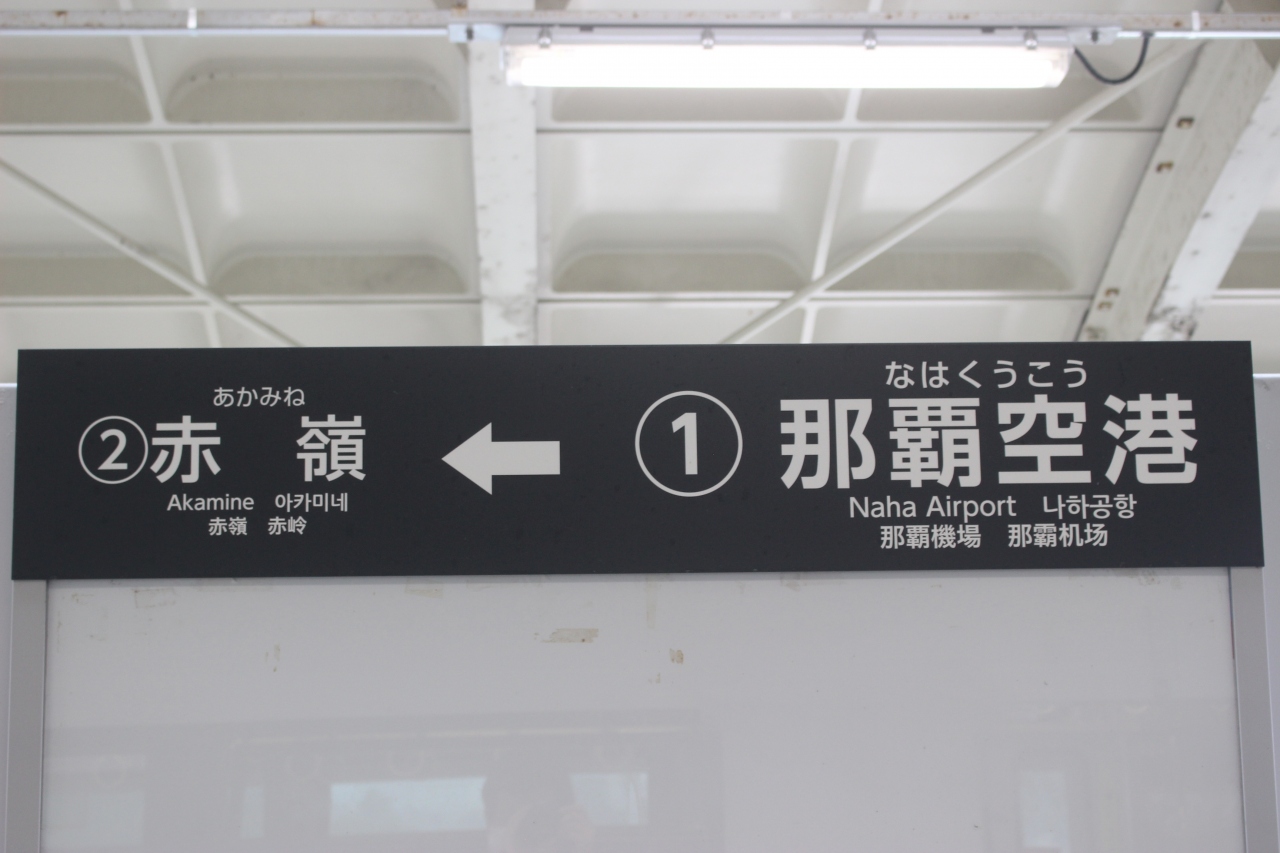 あかみね
②赤　嶺
Akamine 아카미네
赤嶺 赤岭
←
なはくうこう
① 那覇空港
Naha Airport 나하공항
那覇機場 那霸机场